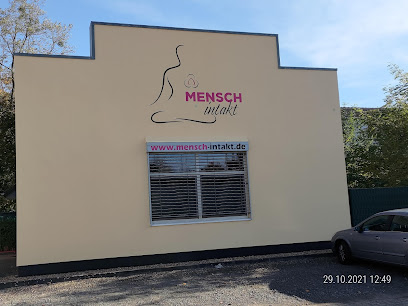 MENSCH
intakt
www.mensch-intakt.de
29.10.2021 12:49